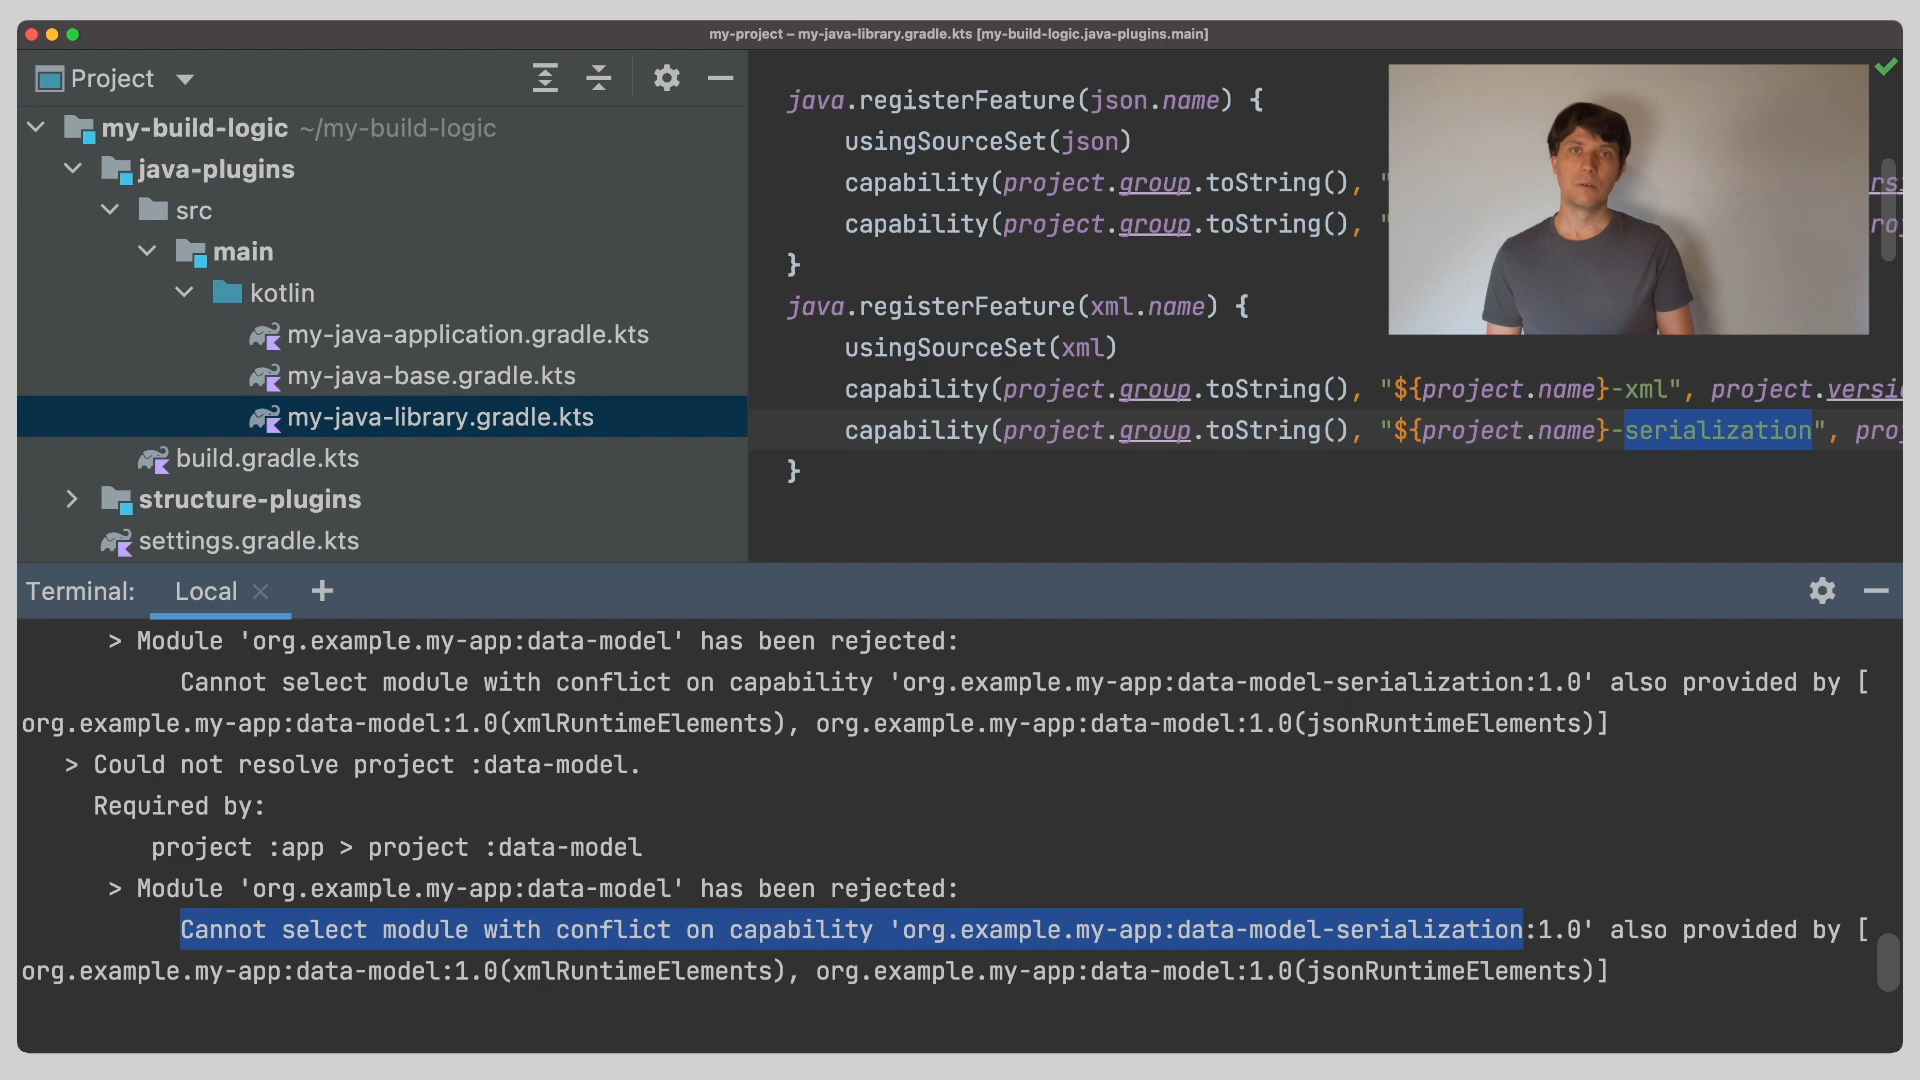 my-project – my-java-library.gradle.kts [my-build-logic.java-plugins.main]
Project
my-build-logic ~/my-build-logic
java-plugins
src
main
kotlin
my-java-application.gradle.kts
my-java-base.gradle.kts
my-java-library.gradle.kts
build.gradle.kts
structure-plugins
settings.gradle.kts
java.registerFeature(json.name) {
usingSourceSet(json)
capability(project.group.toString(), "
capability(project.group.toString(), "
}
java.registerFeature(xml.name) {
usingSourceSet(xml)
capability(project.group.toString(), "${project.name}-xml", project.versi
capability(project.group.toString(), "${project.name}-serialization", pro
}
Terminal: Local +
> Module 'org.example.my-app:data-model' has been rejected:
Cannot select module with conflict on capability 'org.example.my-app:data-model-serialization:1.0' also provided by [
org.example.my-app:data-model:1.0(xmlRuntimeElements), org.example.my-app:data-model:1.0(jsonRuntimeElements)]
> Could not resolve project :data-model.
Required by:
project :app > project :data-model
> Module 'org.example.my-app:data-model' has been rejected:
Cannot select module with conflict on capability 'org.example.my-app:data-model-serialization:1.0' also provided by [
org.example.my-app:data-model:1.0(xmlRuntimeElements), org.example.my-app:data-model:1.0(jsonRuntimeElements)]